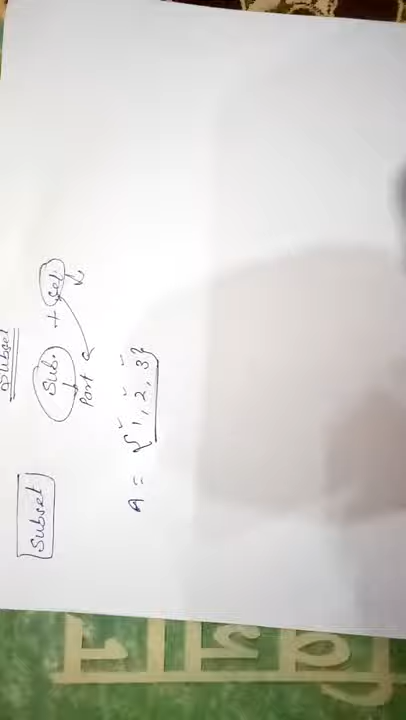 Subset
Subset
Sub. + Set
Part
A = {1, 2, 3}